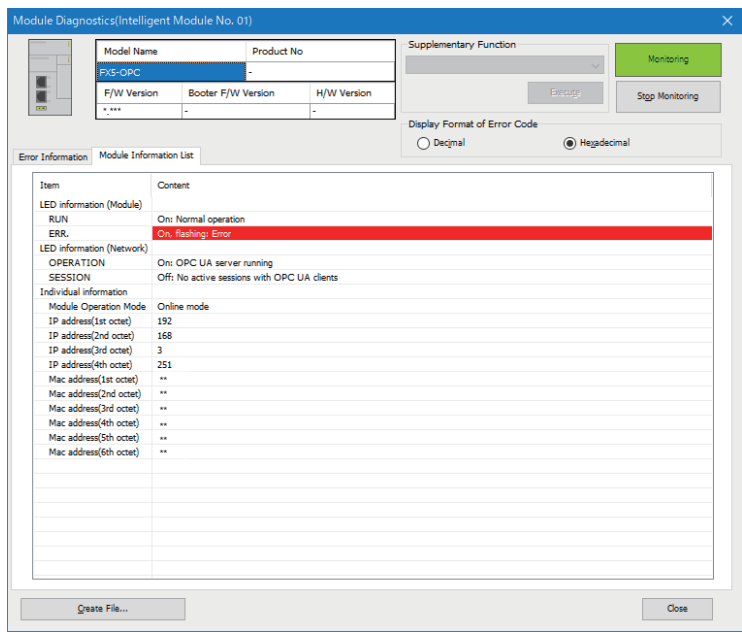 Module Diagnostics(Intelligent Module No. 01)
Model Name Product No
FX5-OPC -
F/W Version Booter F/W Version H/W Version
*.*** - -
Supplementary Function
Execute
Monitoring
Stop Monitoring
Display Format of Error Code
Decimal Hexadecimal
Error Information Module Information List
Item Content
LED information (Module)
RUN On: Normal operation
ERR. On, flashing: Error
LED information (Network)
OPERATION On: OPC UA server running
SESSION Off: No active sessions with OPC UA clients
Individual information
Module Operation Mode Online mode
IP address(1st octet) 192
IP address(2nd octet) 168
IP address(3rd octet) 3
IP address(4th octet) 251
Mac address(1st octet) **
Mac address(2nd octet) **
Mac address(3rd octet) **
Mac address(4th octet) **
Mac address(5th octet) **
Mac address(6th octet) **
Create File... Close